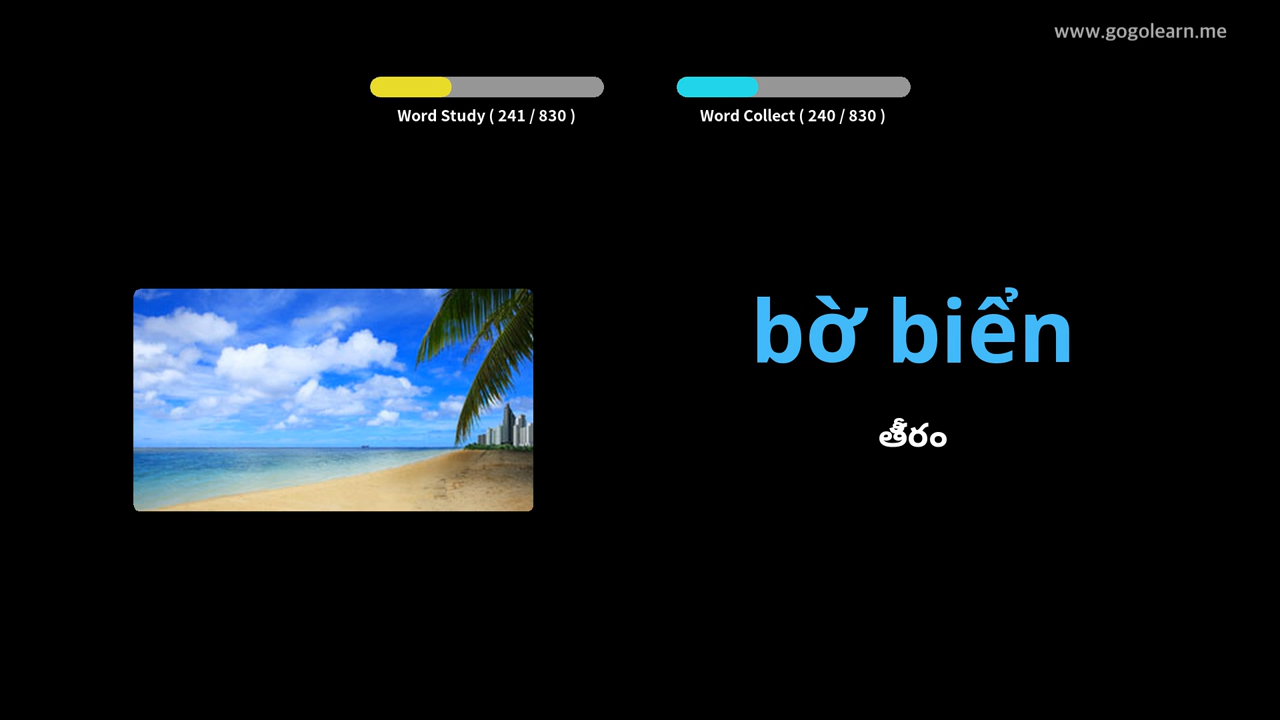 www.gogolearn.me
Word Study ( 241 / 830 )
Word Collect ( 240 / 830 )
bờ biển
తీరం